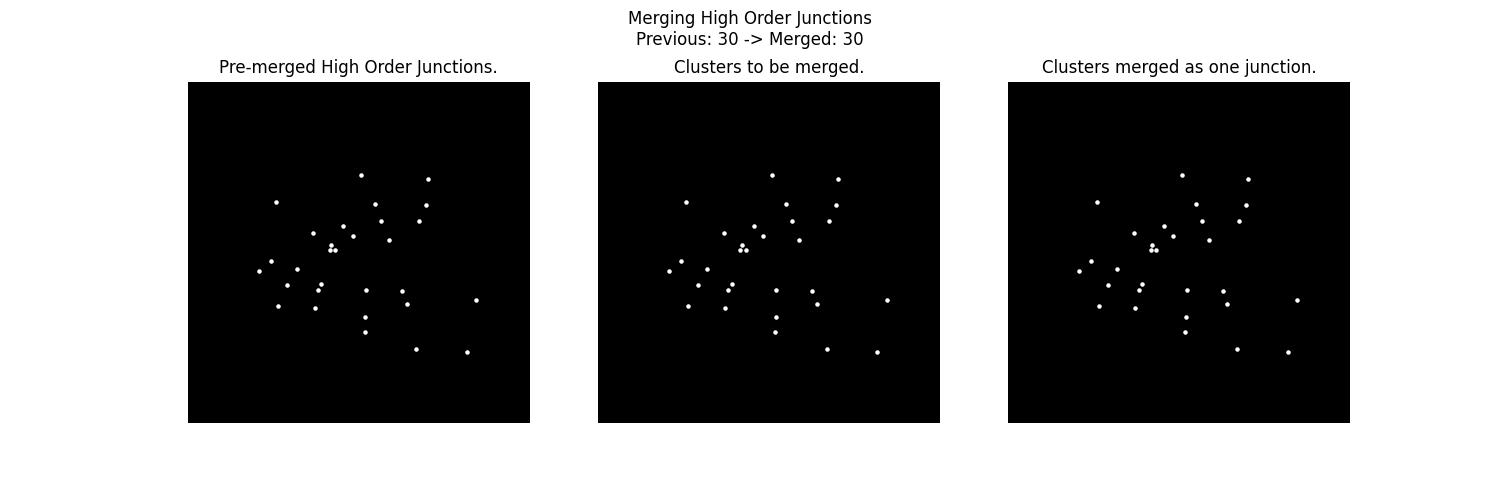 Merging High Order Junctions
Previous: 30 -> Merged: 30
Pre-merged High Order Junctions.
Clusters to be merged.
Clusters merged as one junction.